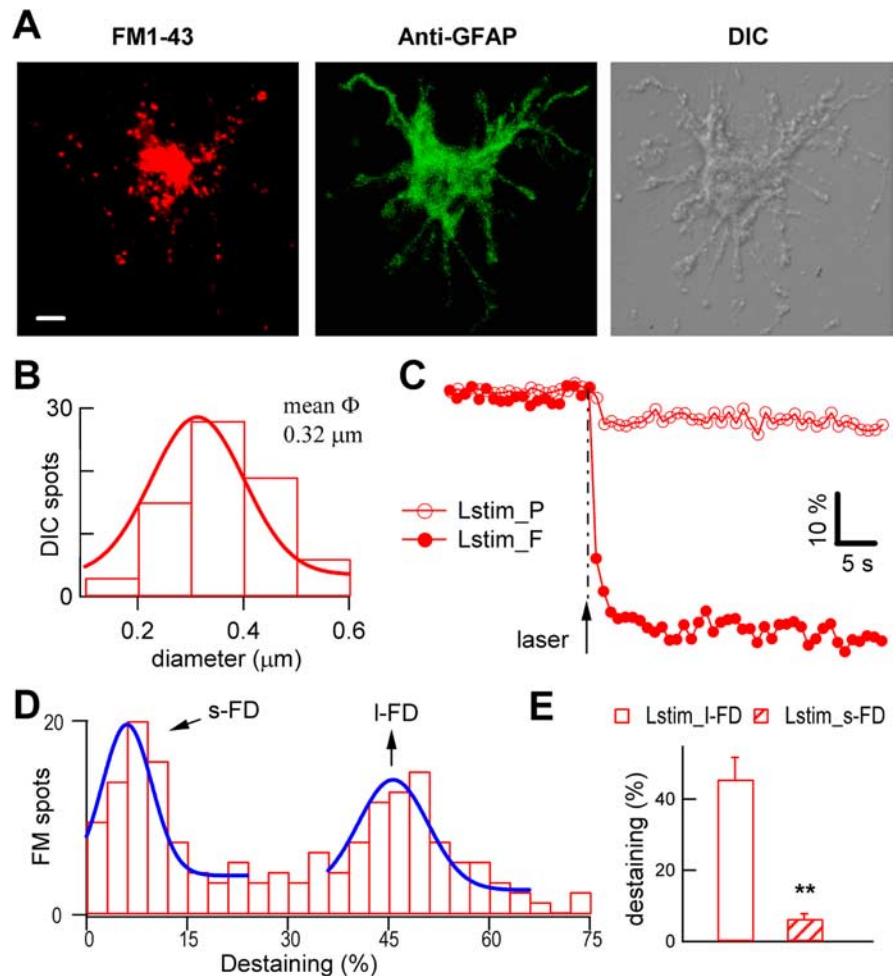 A
FM1-43
Anti-GFAP
DIC
B
30
0
DIC spots
mean Φ
0.32 μm
0.2
0.4
0.6
diameter (μm)
C
Lstim_P
Lstim_F
laser
10 %
5 s
D
20
0
FM spots
s-FD
l-FD
0
15
30
45
60
75
Destaining (%)
E
Lstim_l-FD
Lstim_s-FD
40
20
0
destaining (%)
**